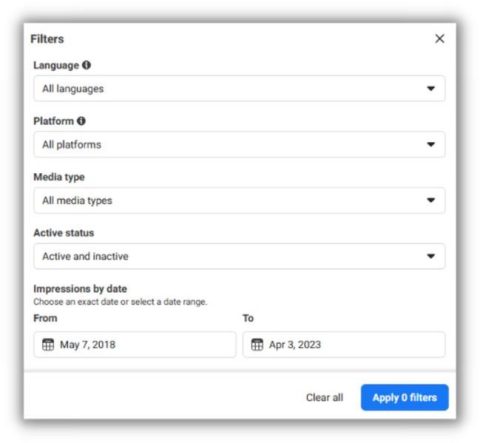 Filters
Language
All languages
Platform
All platforms
Media type
All media types
Active status
Active and inactive
Impressions by date
Choose an exact date or select a date range.
From To
May 7, 2018 Apr 3, 2023
Clear all Apply 0 filters